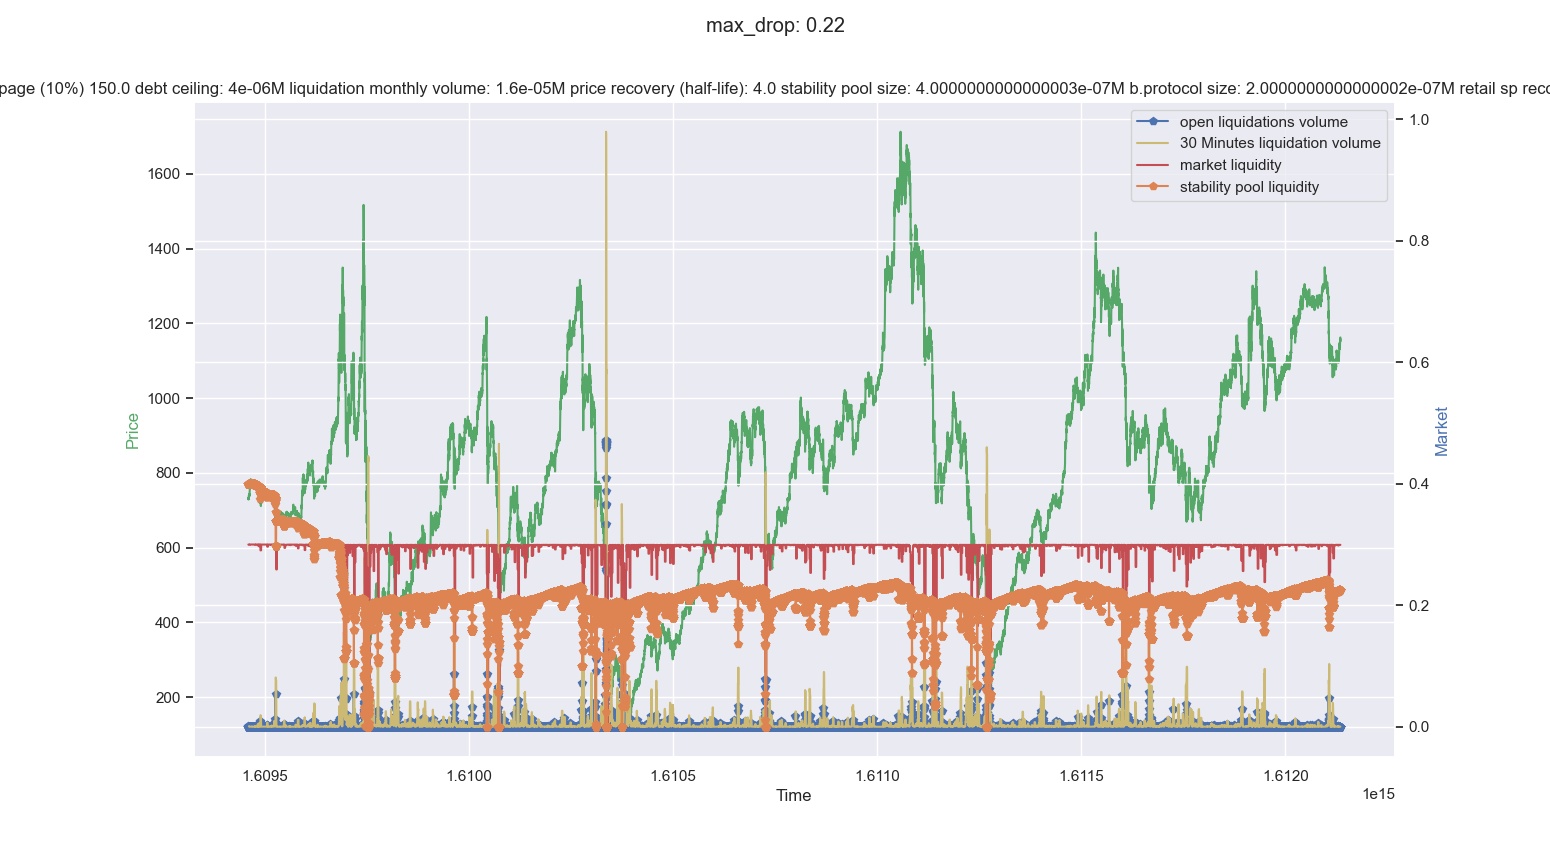 max_drop: 0.22
page (10%) 150.0 debt ceiling: 4e-06M liquidation monthly volume: 1.6e-05M price recovery (half-life): 4.0 stability pool size: 4.0000000000000003e-07M b.protocol size: 2.0000000000000002e-07M retail sp reco
open liquidations volume
30 Minutes liquidation volume
market liquidity
stability pool liquidity
1600
1400
1200
1000
800
600
400
200
Price
1.0
0.8
0.6
0.4
0.2
0.0
Market
1.6095 1.6100 1.6105 1.6110 1.6115 1.6120
1e15
Time